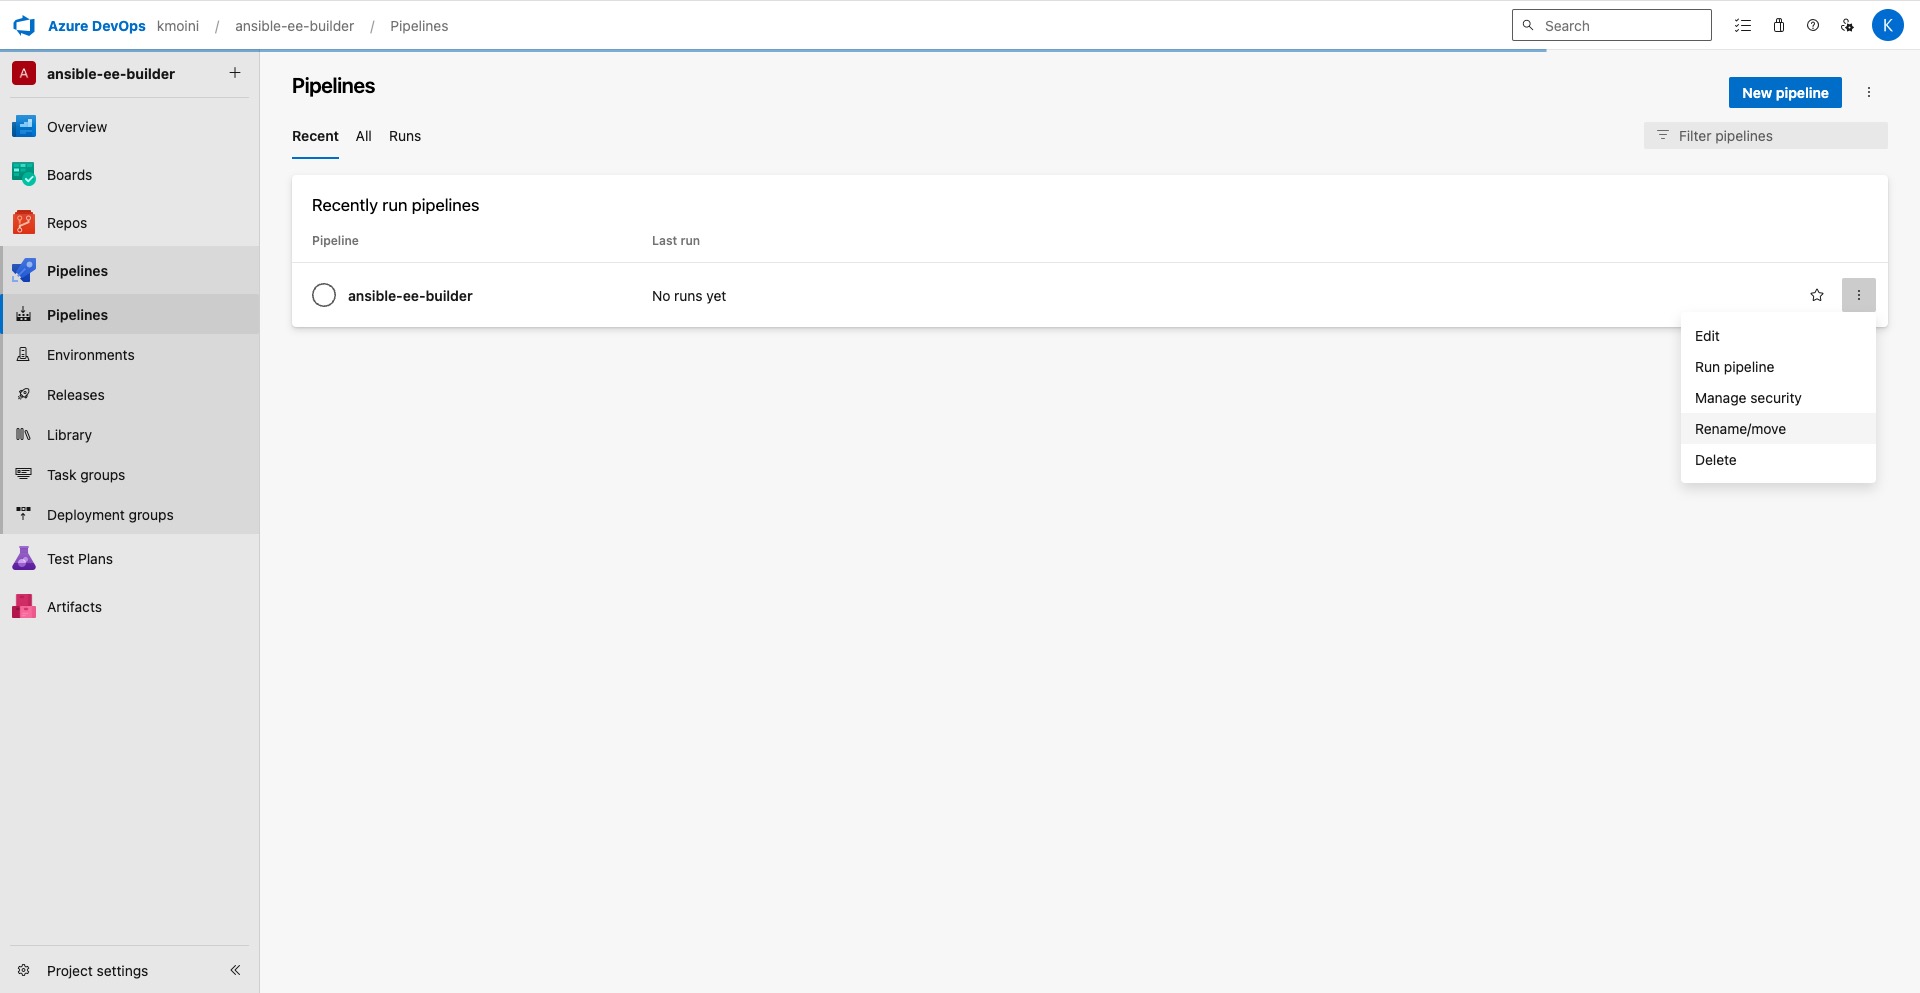 Azure DevOps kmoini / ansible-ee-builder / Pipelines
Search
K
A ansible-ee-builder
Overview
Boards
Repos
Pipelines
Pipelines
Environments
Releases
Library
Task groups
Deployment groups
Test Plans
Artifacts
Project settings
Pipelines
New pipeline
Recent All Runs
Filter pipelines
Recently run pipelines
Pipeline Last run
ansible-ee-builder No runs yet
Edit
Run pipeline
Manage security
Rename/move
Delete